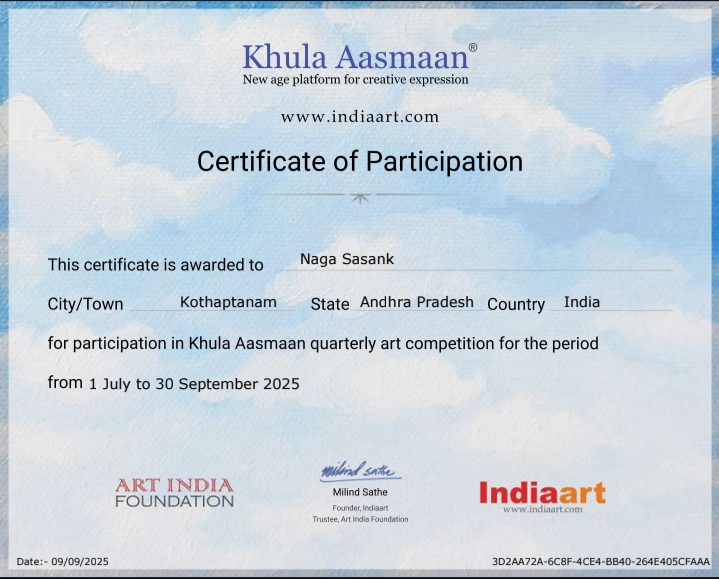 Khula Aasmaan®
New age platform for creative expression
www.indiaart.com
Certificate of Participation
This certificate is awarded to Naga Sasank
City/Town Kothaptanam State Andhra Pradesh Country India
for participation in Khula Aasmaan quarterly art competition for the period
from 1 July to 30 September 2025
ART INDIA
FOUNDATION
Milind Sathe
Milind Sathe
Founder, Indiaart
Trustee, Art India Foundation
Indiaart
www.indiaart.com
Date:- 09/09/2025
3D2AA72A-6C8F-4CE4-BB40-264E405CFAAA